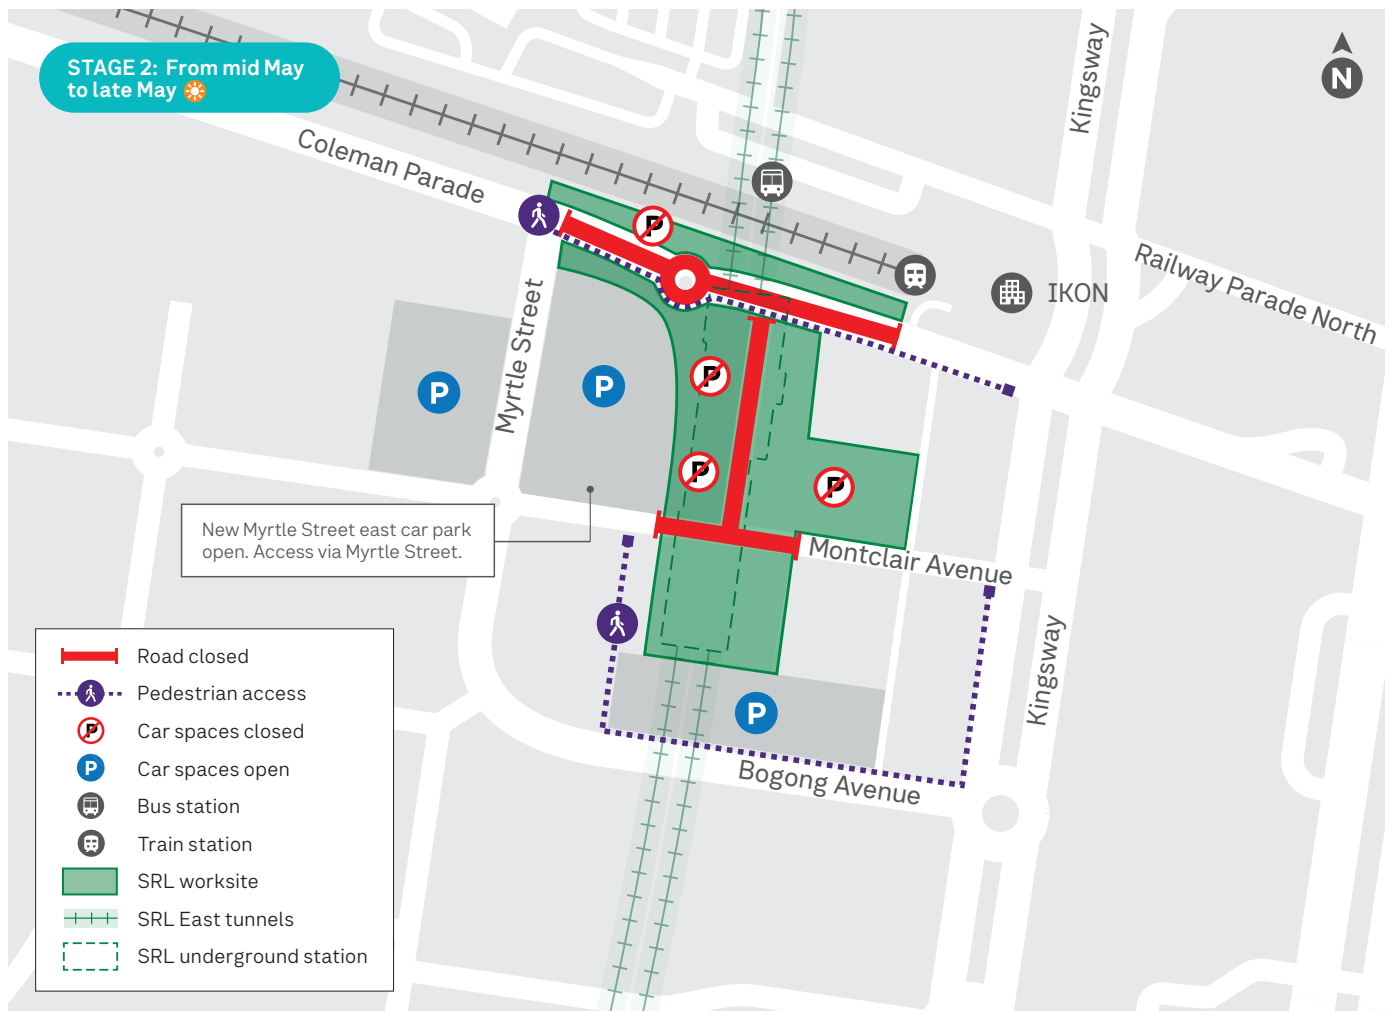 STAGE 2: From mid May
to late May
N
Kingsway
Coleman Parade
P
Railway Parade North
IKON
Myrtle Street
P
P
P
P
P
New Myrtle Street east car park
open. Access via Myrtle Street.
Montclair Avenue
Kingsway
P
Bogong Avenue
Road closed
Pedestrian access
P
Car spaces closed
P
Car spaces open
Bus station
Train station
SRL worksite
SRL East tunnels
SRL underground station